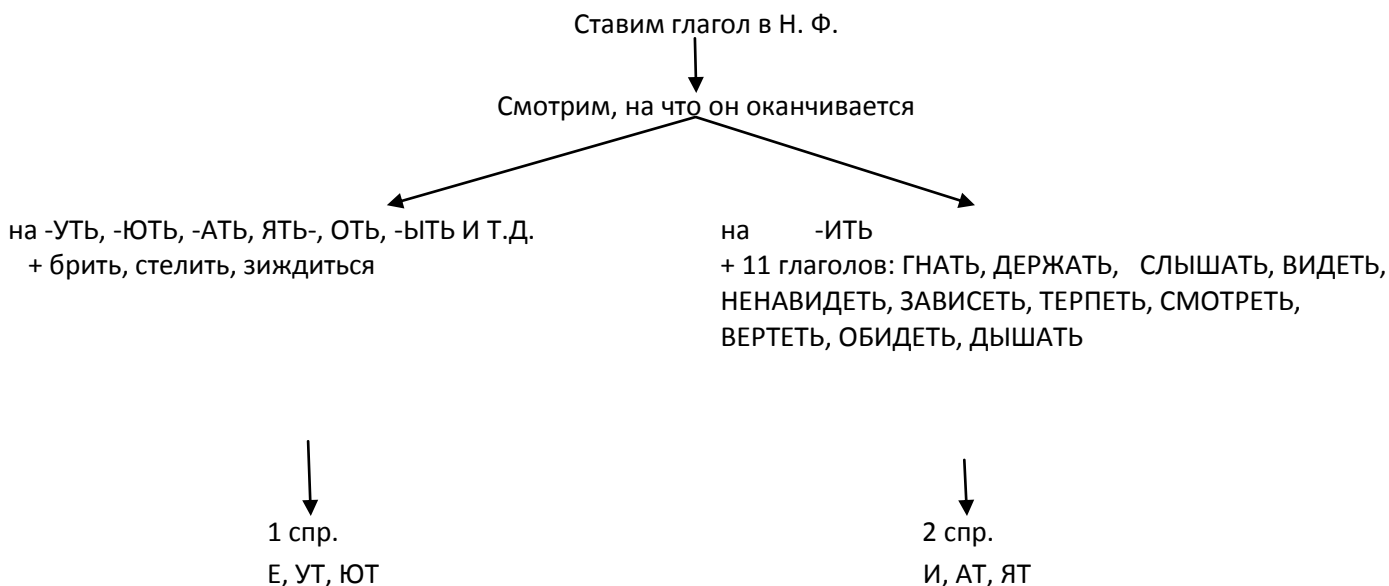 Ставим глагол в Н. Ф.
Смотрим, на что он оканчивается
на -УТЬ, -ЮТЬ, -АТЬ, ЯТЬ-, ОТЬ, -ЫТЬ И Т.Д.
+ брить, стелить, зиждиться
на -ИТЬ
+ 11 глаголов: ГНАТЬ, ДЕРЖАТЬ, СЛЫШАТЬ, ВИДЕТЬ,
НЕНАВИДЕТЬ, ЗАВИСЕТЬ, ТЕРПЕТЬ, СМОТРЕТЬ,
ВЕРТЕТЬ, ОБИДЕТЬ, ДЫШАТЬ
1 спр.
Е, УТ, ЮТ
2 спр.
И, АТ, ЯТ